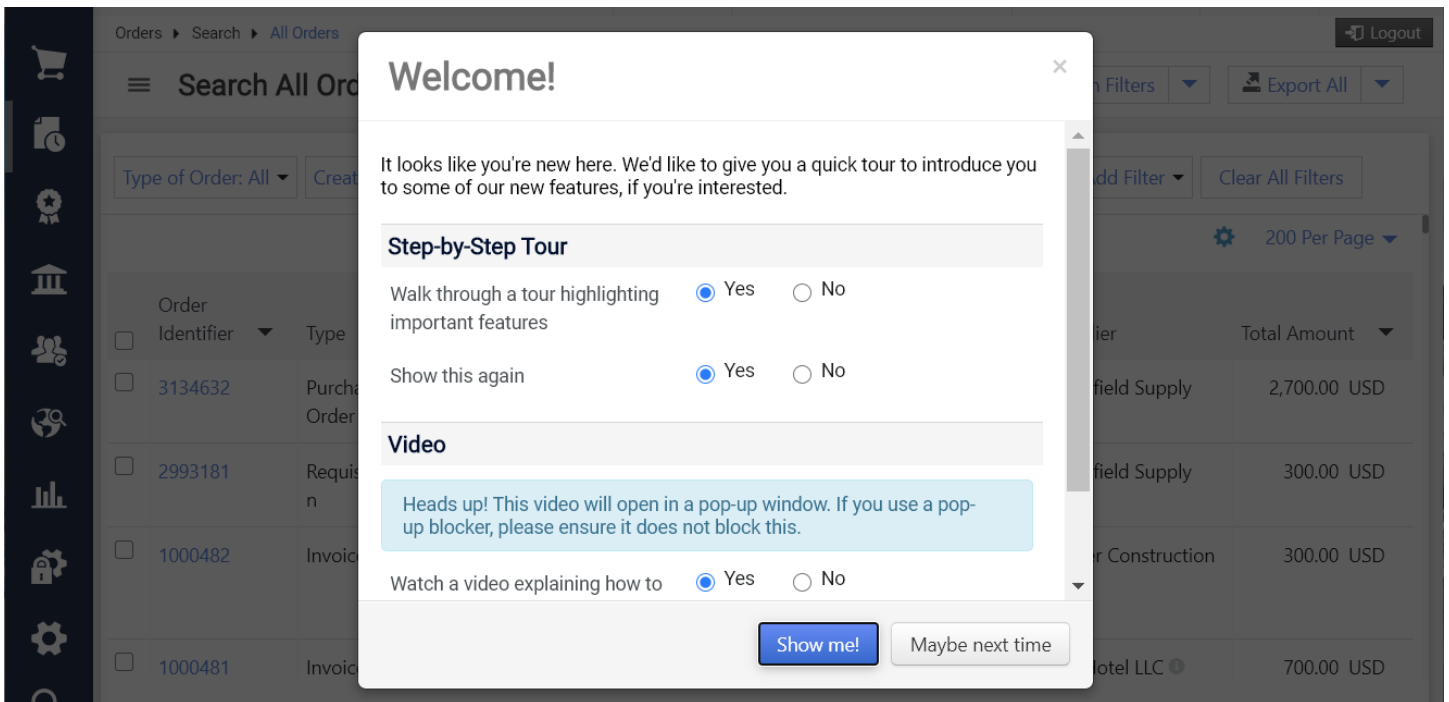 Orders Search All Orders
Logout
Search All Ord
Filters
Export All
Welcome!
×
It looks like you're new here. We'd like to give you a quick tour to introduce you
to some of our new features, if you're interested.
Type of Order: All
Creat
dd Filter
Clear All Filters
200 Per Page
Step-by-Step Tour
Walk through a tour highlighting
important features
Yes
No
Show this again
Yes
No
Order
Identifier
Type
ier
Total Amount
3134632
Purcha
Order
field Supply
2,700.00 USD
Video
2993181
Requis
n
field Supply
300.00 USD
Heads up! This video will open in a pop-up window. If you use a pop-
up blocker, please ensure it does not block this.
1000482
Invoic
r Construction
300.00 USD
Watch a video explaining how to
Yes
No
Show me!
Maybe next time
1000481
Invoic
Hotel LLC
700.00 USD